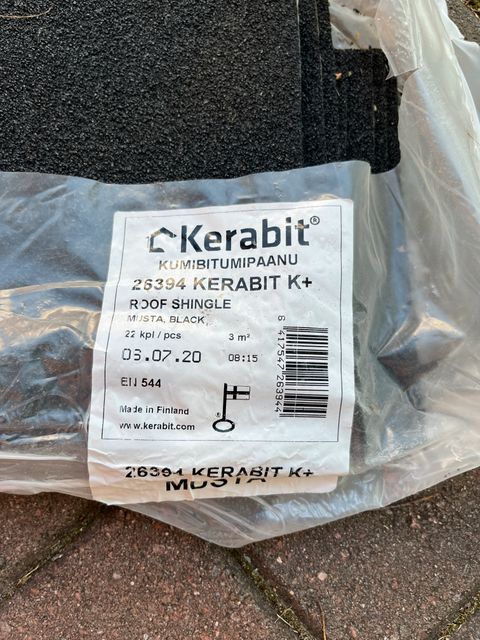 Kerabit®
KUMIBITUMIPAANU
26394 KERABIT K+
ROOF SHINGLE
MUSTA, BLACK,
22 kpl / pcs 3 m²
06.07.20 08:15
EN 544
Made in Finland
www.kerabit.com
®
6 417547 263944
26394 KERABIT K+
MUSTA